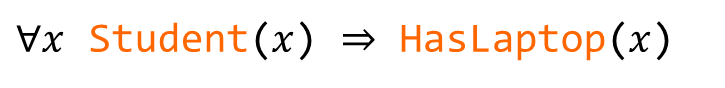 ∀x Student(x) ⇒ HasLaptop(x)